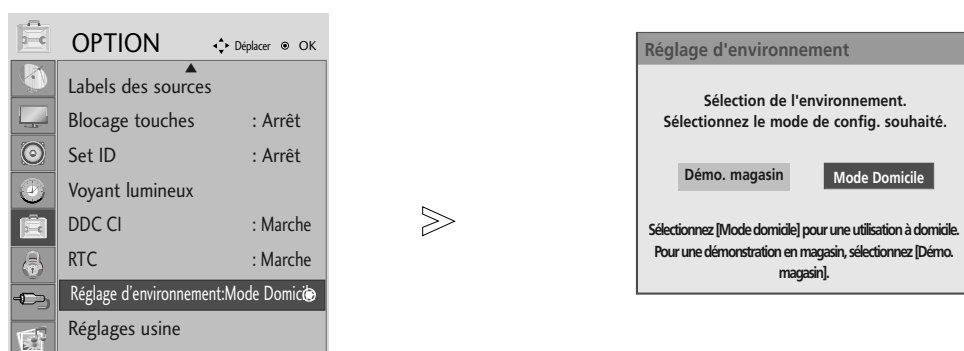 OPTION
Déplacer OK
Labels des sources
Blocage touches : Arrêt
Set ID : Arrêt
Voyant lumineux
DDC CI : Marche
RTC : Marche
Réglage d'environnement:Mode Domicile
Réglages usine
Réglage d'environnement
Sélection de l'environnement.
Sélectionnez le mode de config. souhaité.
Démo. magasin Mode Domicile
Sélectionnez [Mode domicile] pour une utilisation à domicile.
Pour une démonstration en magasin, sélectionnez [Démo.
magasin].